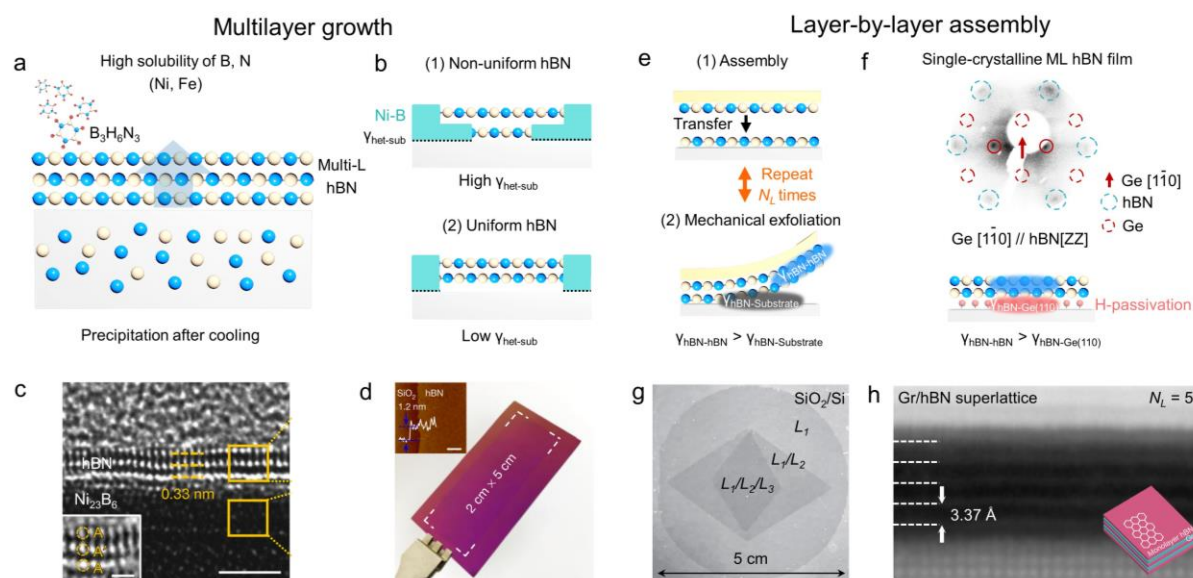 Multilayer growth
Layer-by-layer assembly
a
High solubility of B, N
(Ni, Fe)
B₃H₆N₃
Multi-L
hBN
Precipitation after cooling
b
(1) Non-uniform hBN
Ni-B
γhet-sub
High γhet-sub
(2) Uniform hBN
Low γhet-sub
e
(1) Assembly
Transfer
Repeat
N_L times
(2) Mechanical exfoliation
γhBN-hBN
γhBN-Substrate
γhBN-hBN > γhBN-Substrate
f
Single-crystalline ML hBN film
Ge [11̄0]
hBN
Ge
Ge [11̄0] // hBN[ZZ]
H-passivation
γhBN-Ge(110)
γhBN-hBN > γhBN-Ge(110)
c
hBN
0.33 nm
Ni₂₃B₆
A
A'
A
d
SiO₂
hBN
1.2 nm
2 cm × 5 cm
g
SiO₂/Si
L₁
L₁/L₂
L₁/L₂/L₃
5 cm
h
Gr/hBN superlattice
N_L = 5
3.37 Å
Monolayer hBN